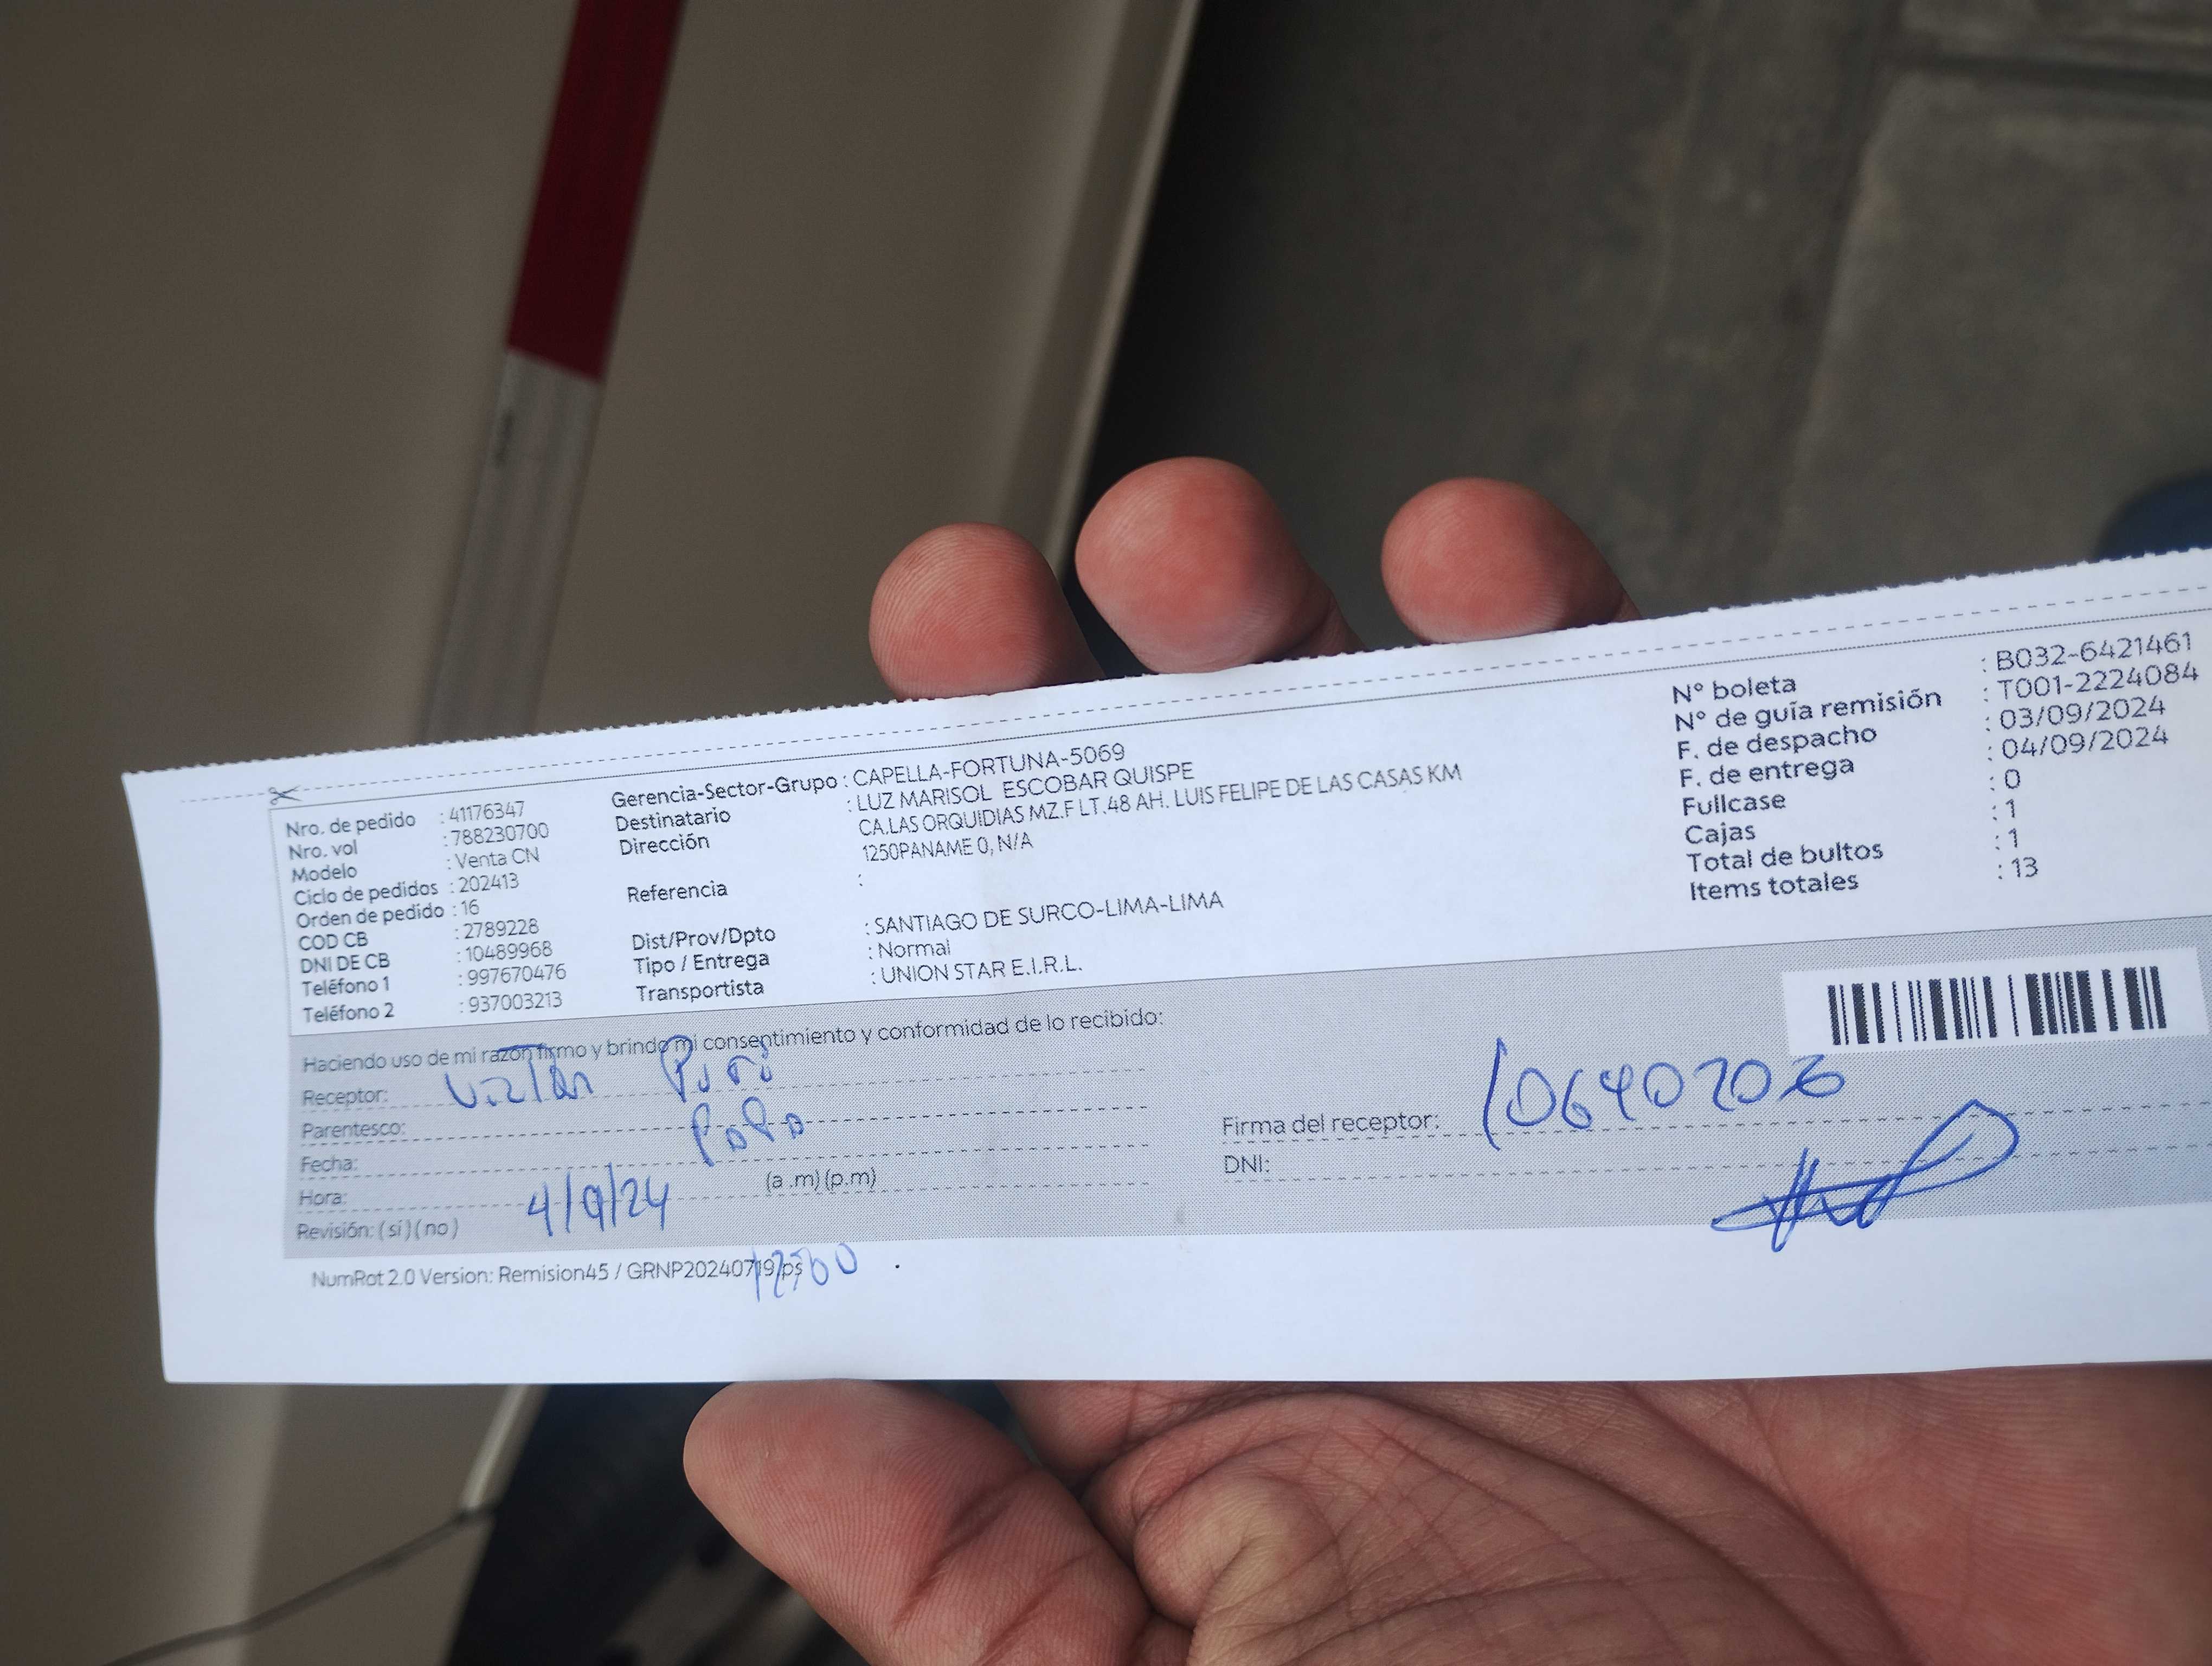 Nro. de pedido : 41176347
Nro. vol : 788230700
Modelo : Venta CN
Ciclo de pedidos : 202413
Orden de pedido : 16
COD CB : 2789228
DNI DE CB : 10489968
Teléfono 1 : 997670476
Teléfono 2 : 937003213
Gerencia-Sector-Grupo : CAPELLA-FORTUNA-5069
Destinatario : LUZ MARISOL ESCOBAR QUISPE
Dirección CA.LAS ORQUIDIAS MZ.F LT.48 AH. LUIS FELIPE DE LAS CASAS KM
1250PANAME 0, N/A
Referencia :
Dist/Prov/Dpto : SANTIAGO DE SURCO-LIMA-LIMA
Tipo / Entrega : Normal
Transportista : UNION STAR E.I.R.L.
N° boleta : B032-6421461
N° de guía remisión : T001-2224084
F. de despacho : 03/09/2024
F. de entrega : 04/09/2024
Fullcase : 0
Cajas : 1
Total de bultos : 1
Items totales : 13
Haciendo uso de mi razón firmo y brindo mi consentimiento y conformidad de lo recibido:
Receptor:
Parentesco: PAPA
Fecha:
Hora: 4/9/24 (a .m) (p.m)
Revisión: ( si ) ( no )
Firma del receptor: 10640206
DNI:
NumRot 2.0 Version: Remision45 / GRNP20240719.ps